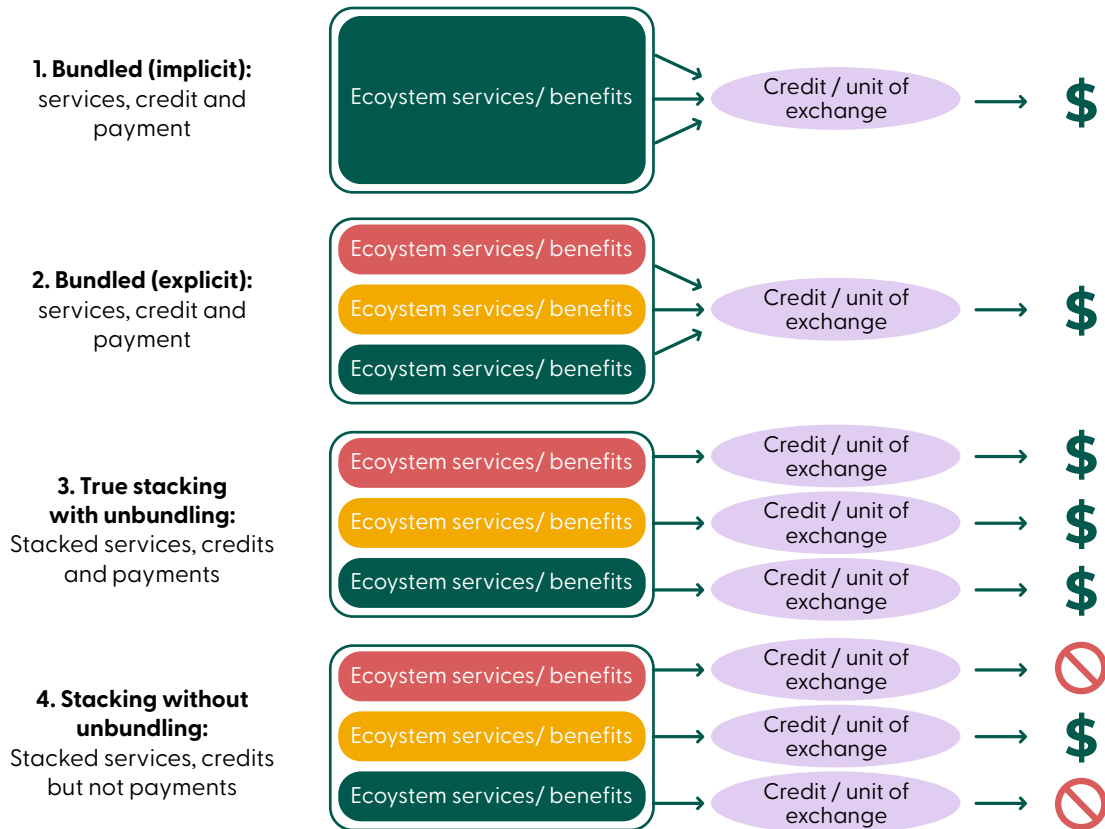 1. Bundled (implicit):
services, credit and
payment
Ecoystem services/ benefits
Credit / unit of
exchange
$
2. Bundled (explicit):
services, credit and
payment
Ecoystem services/ benefits
Ecoystem services/ benefits
Ecoystem services/ benefits
Credit / unit of
exchange
$
3. True stacking
with unbundling:
Stacked services, credits
and payments
Ecoystem services/ benefits
Credit / unit of
exchange
$
Ecoystem services/ benefits
Credit / unit of
exchange
$
Ecoystem services/ benefits
Credit / unit of
exchange
$
4. Stacking without
unbundling:
Stacked services, credits
but not payments
Ecoystem services/ benefits
Credit / unit of
exchange
Ecoystem services/ benefits
Credit / unit of
exchange
$
Ecoystem services/ benefits
Credit / unit of
exchange